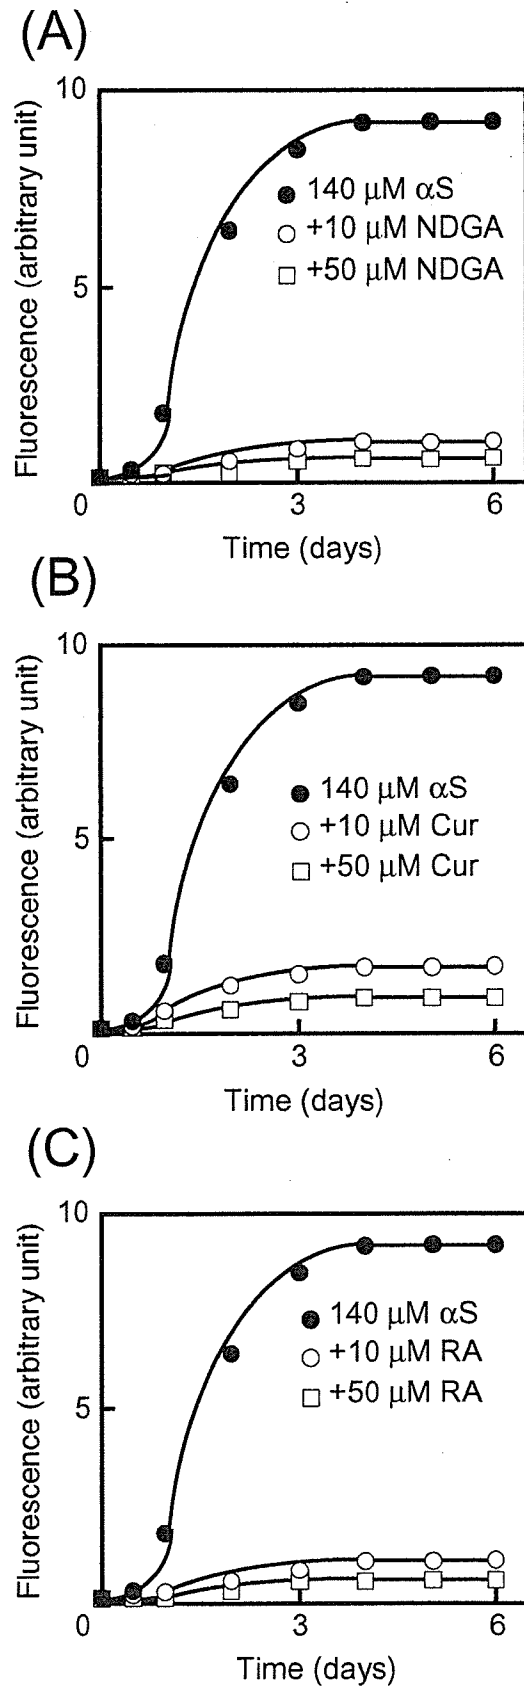 (A)
Fluorescence (arbitrary unit)
10
5
0
3
6
140 μM αS
+10 μM NDGA
+50 μM NDGA
Time (days)
(B)
Fluorescence (arbitrary unit)
10
5
0
3
6
140 μM αS
+10 μM Cur
+50 μM Cur
Time (days)
(C)
Fluorescence (arbitrary unit)
10
5
0
3
6
140 μM αS
+10 μM RA
+50 μM RA
Time (days)